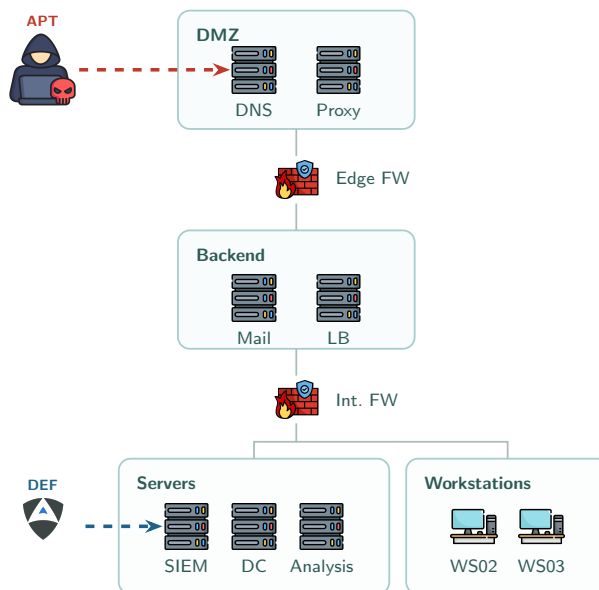 APT
DMZ
DNS Proxy
Edge FW
Backend
Mail LB
Int. FW
DEF
Servers Workstations
SIEM DC Analysis WS02 WS03